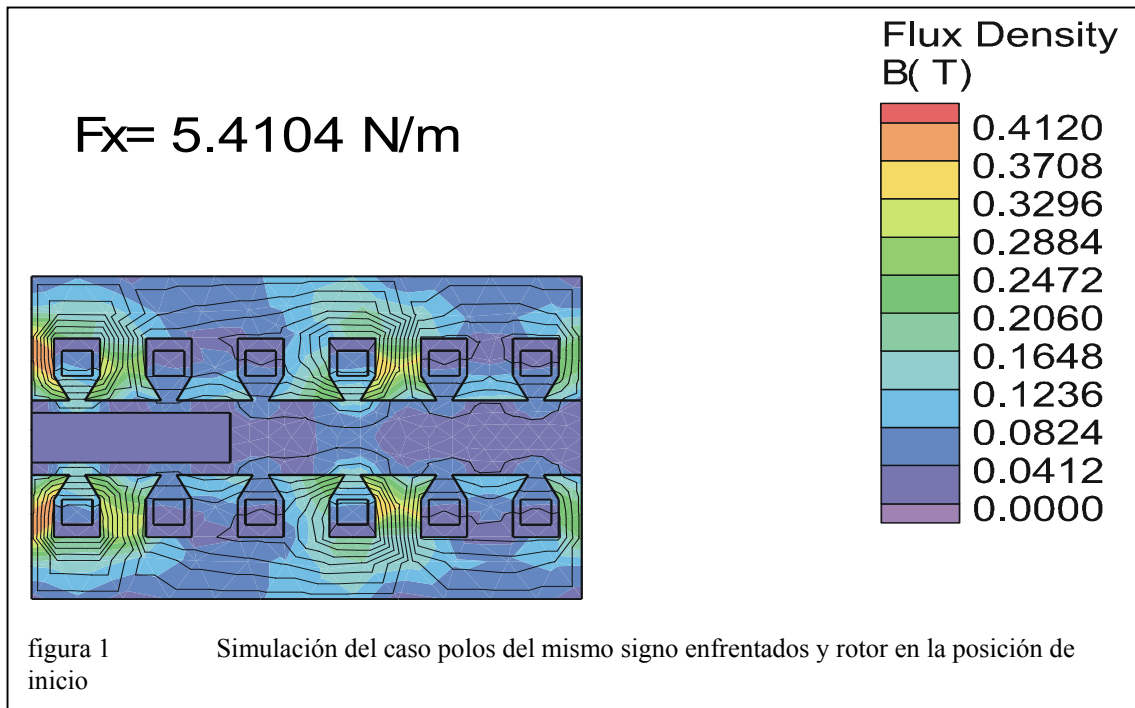 Flux Density
B( T)
Fx= 5.4104 N/m
0.4120
0.3708
0.3296
0.2884
0.2472
0.2060
0.1648
0.1236
0.0824
0.0412
0.0000
figura 1 Simulación del caso polos del mismo signo enfrentados y rotor en la posición de
inicio